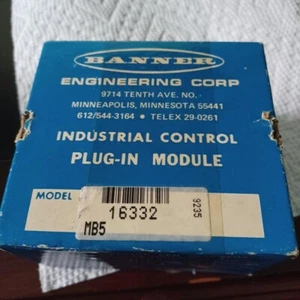 BANNER
ENGINEERING CORP
9714 TENTH AVE. NO.-
MINNEAPOLIS, MINNESOTA 55441
612/544-3164 • TELEX 29-0261
INDUSTRIAL CONTROL
PLUG-IN MODULE
MODEL
16332
9235
MB5